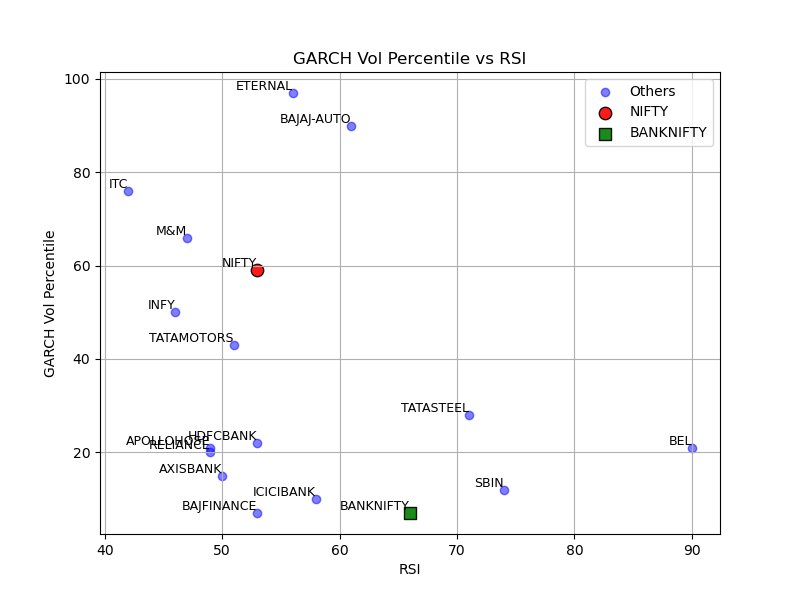 GARCH Vol Percentile vs RSI
100
80
60
40
20
GARCH Vol Percentile
40
50
60
70
80
90
RSI
Others
NIFTY
BANKNIFTY
ETERNAL
BAJAJ-AUTO
ITC
M&M
NIFTY
INFY
TATAMOTORS
TATASTEEL
HDFCBANK
APOLLOHOSP
RELIANCE
BEL
AXISBANK
SBIN
ICICIBANK
BAJFINANCE
BANKNIFTY